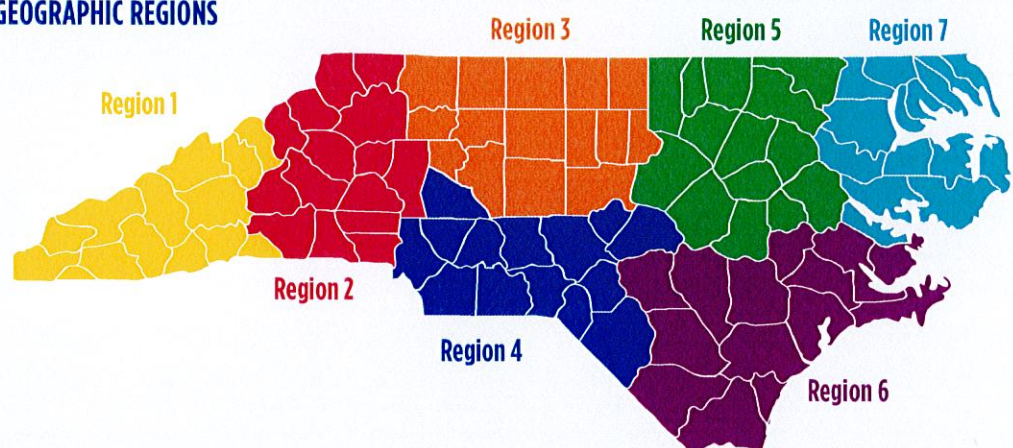 GEOGRAPHIC REGIONS
Region 3
Region 5
Region 7
Region 1
Region 2
Region 4
Region 6